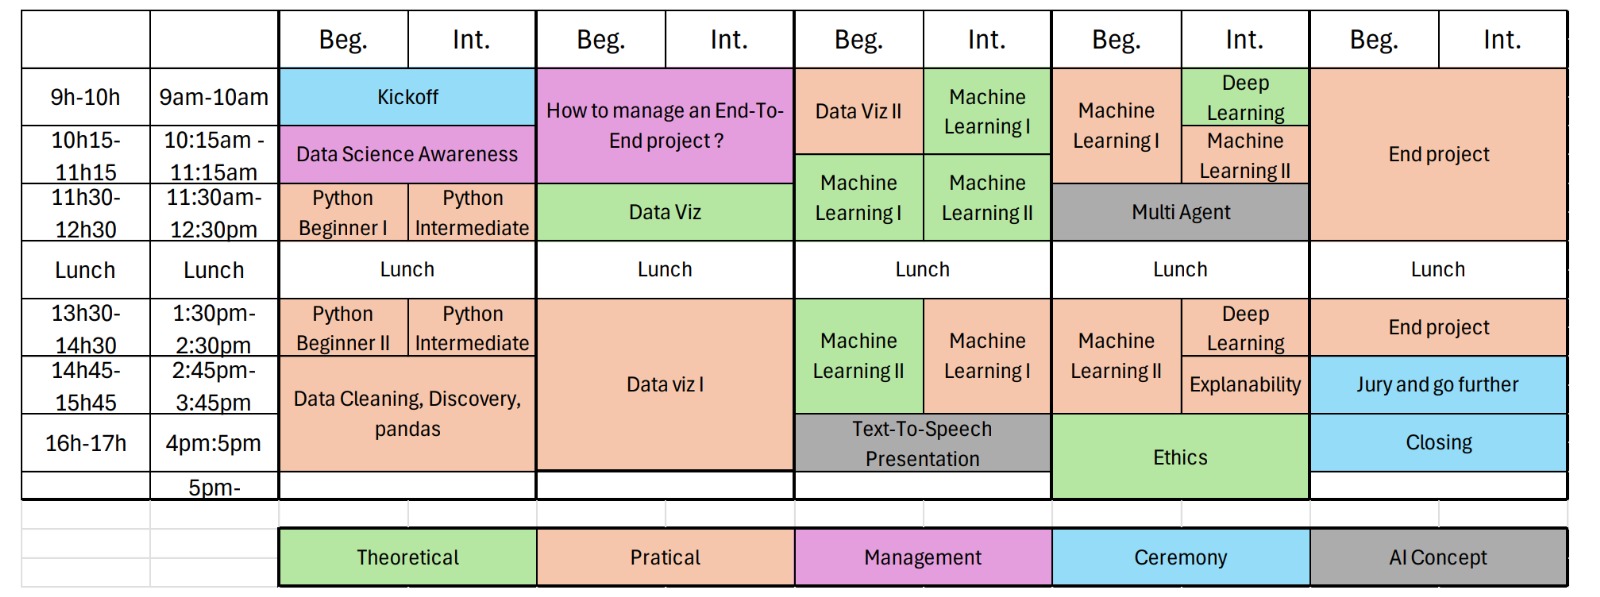 Beg. Int. Beg. Int. Beg. Int. Beg. Int. Beg. Int.
9h-10h 9am-10am Kickoff
How to manage an End-To-
End project ?
Data Viz II
Machine
Learning I
Machine
Learning I
Deep
Learning
End project
10h15-
11h15
10:15am -
11:15am
Data Science Awareness
Machine
Learning II
11h30-
12h30
11:30am-
12:30pm
Python
Beginner I
Python
Intermediate
Data Viz
Machine
Learning I
Machine
Learning II
Multi Agent
Lunch Lunch Lunch Lunch Lunch Lunch Lunch
13h30-
14h30
1:30pm-
2:30pm
Python
Beginner II
Python
Intermediate
Data viz I
Machine
Learning II
Machine
Learning I
Machine
Learning II
Deep
Learning
End project
14h45-
15h45
2:45pm-
3:45pm
Data Cleaning, Discovery,
pandas
Explanability
Jury and go further
16h-17h 4pm:5pm
Text-To-Speech
Presentation
Ethics
Closing
5pm-
Theoretical Pratical Management Ceremony AI Concept